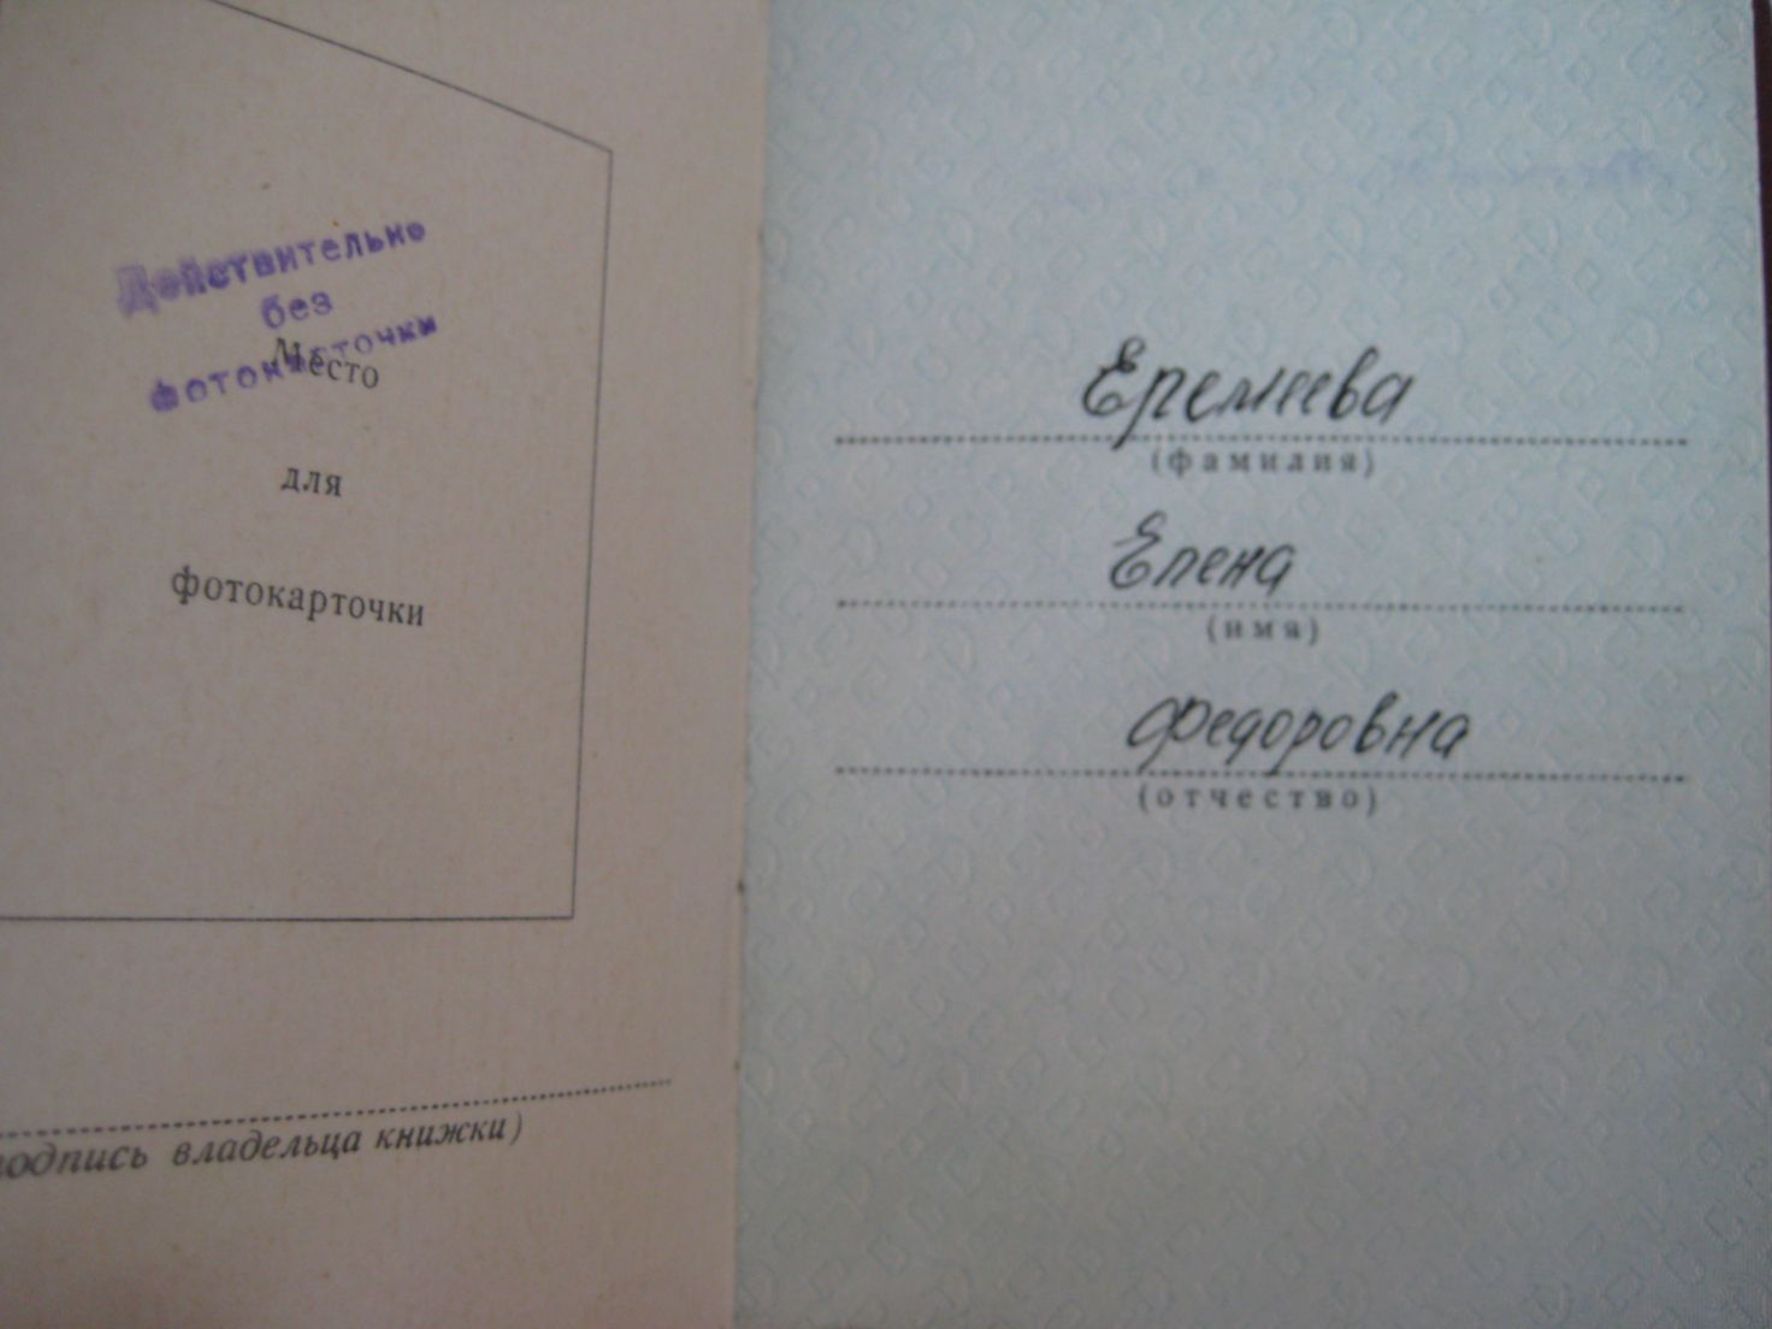 Действительно
без
фотокарточки
Место
для
фотокарточки
подпись владельца книжки)
Еремеева
(фамилия)
Елена
(имя)
Федоровна
(отчество)